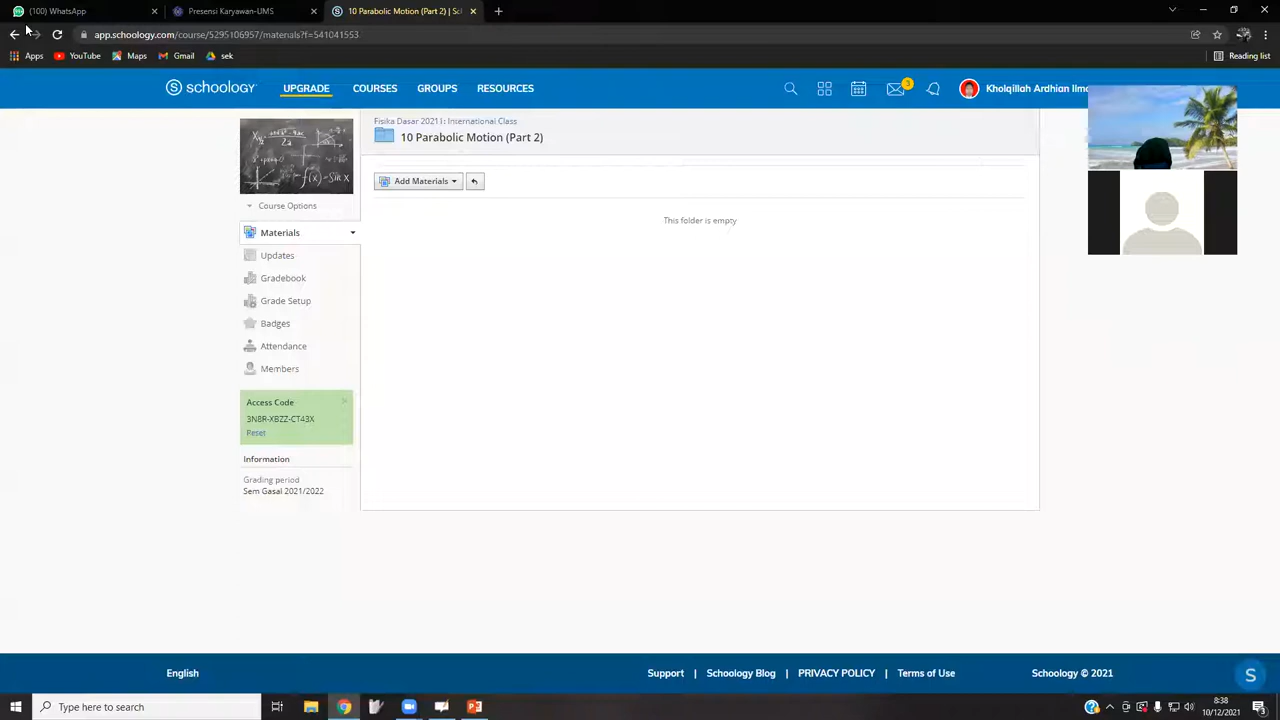 (100) WhatsApp
Presensi Karyawan-UMS
10 Parabolic Motion (Part 2) | Sc
app.schoology.com/course/5295106957/materials?f=541041553
Apps
YouTube
Maps
Gmail
sek
Reading list
S schoology
UPGRADE
COURSES
GROUPS
RESOURCES
3
Kholqillah Ardhian Ilma
Fisika Dasar 2021I : International Class
10 Parabolic Motion (Part 2)
Add Materials
This folder is empty
Course Options
Materials
Updates
Gradebook
Grade Setup
Badges
Attendance
Members
Access Code
3N8R-XBZZ-CT43X
Reset
Information
Grading period
Sem Gasal 2021/2022
English
Support | Schoology Blog | PRIVACY POLICY | Terms of Use
Schoology © 2021
S
Type here to search
8:38
10/12/2021